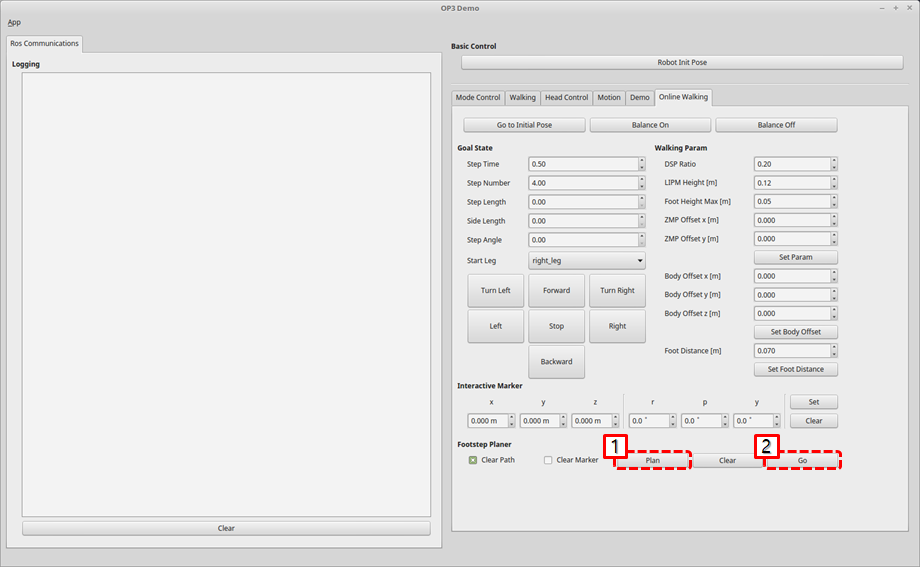 OP3 Demo
App
Ros Communications
Logging
Clear
Basic Control
Robot Init Pose
Mode Control Walking Head Control Motion Demo Online Walking
Go to Initial Pose Balance On Balance Off
Goal State Walking Param
Step Time 0.50 DSP Ratio 0.20
Step Number 4.00 LIPM Height [m] 0.12
Step Length 0.00 Foot Height Max [m] 0.05
Side Length 0.00 ZMP Offset x [m] 0.000
Step Angle 0.00 ZMP Offset y [m] 0.000
Start Leg right_leg Set Param
Turn Left Forward Turn Right Body Offset x [m] 0.000
Body Offset y [m] 0.000
Left Stop Right Body Offset z [m] 0.000
Set Body Offset
Backward Foot Distance [m] 0.070
Set Foot Distance
Interactive Marker
x y z r p y Set
0.000 m 0.000 m 0.000 m 0.0 ° 0.0 ° 0.0 ° Clear
Footstep Planer 1 2
Clear Path Clear Marker Plan Clear Go